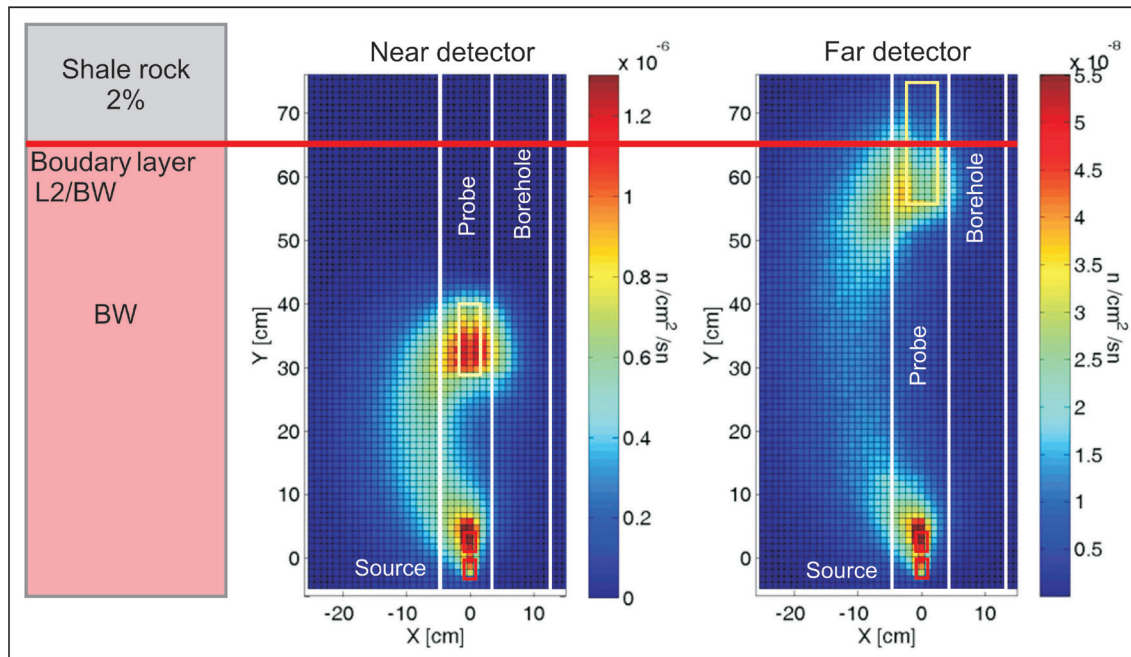 Shale rock
2%
Boudary layer
L2/BW
BW
Near detector
x 10
-6
70
60
50
40
30
20
10
0
Y [cm]
-20
-10
0
10
X [cm]
Probe
Borehole
Source
1.2
1
0.8
0.6
0.4
0.2
0
n /cm²/sn
Far detector
x 10
-8
70
60
50
40
30
20
10
0
Y [cm]
-20
-10
0
10
X [cm]
Borehole
Probe
Source
5.5
5
4.5
4
3.5
3
2.5
2
1.5
1
0.5
n /cm²/sn